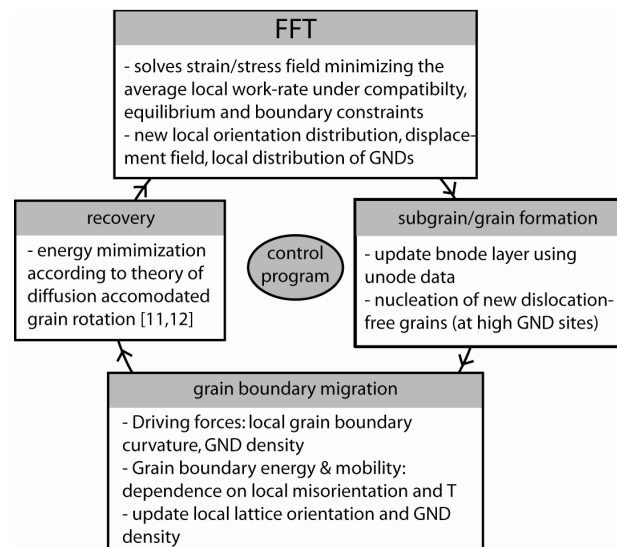 FFT
- solves strain/stress field minimizing the
average local work-rate under compatibilty,
equilibrium and boundary constraints
- new local orientation distribution, displace-
ment field, local distribution of GNDs
recovery
- energy mimimization
according to theory of
diffusion accomodated
grain rotation [11,12]
control
program
subgrain/grain formation
- update bnode layer using
unode data
- nucleation of new dislocation-
free grains (at high GND sites)
grain boundary migration
- Driving forces: local grain boundary
curvature, GND density
- Grain boundary energy & mobility:
dependence on local misorientation and T
- update local lattice orientation and GND
density